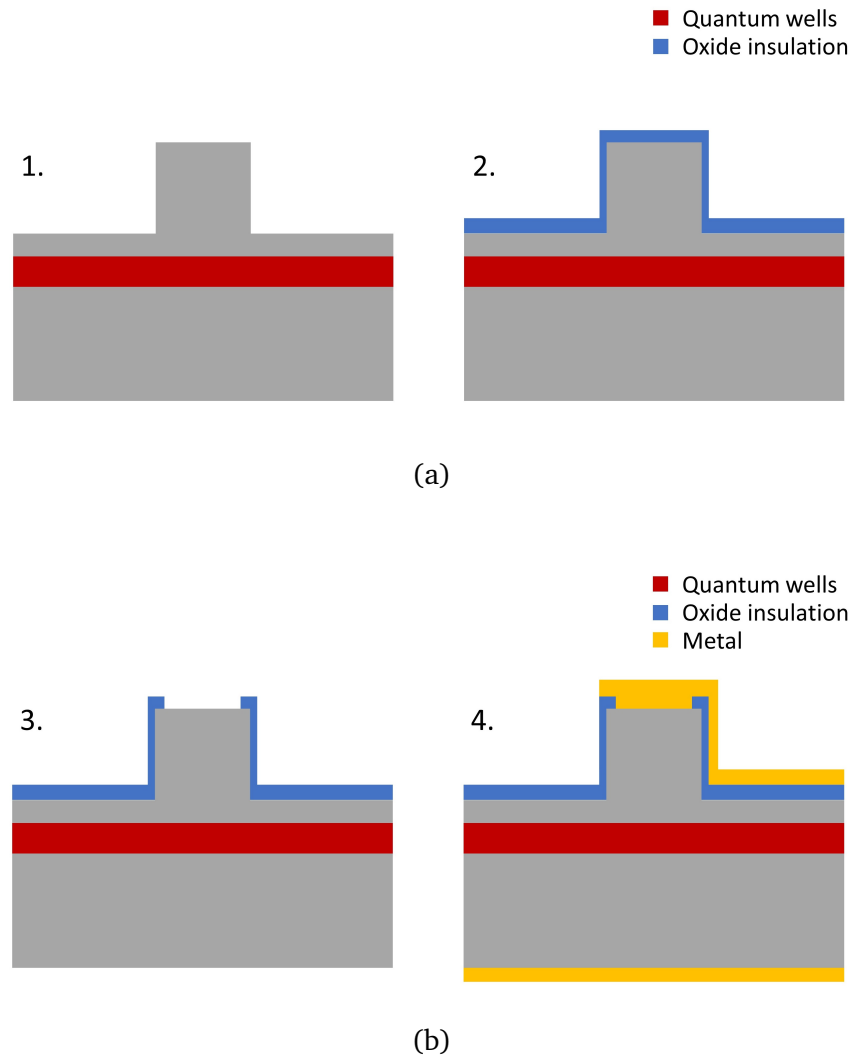 Quantum wells
Oxide insulation
1.
2.
(a)
Quantum wells
Oxide insulation
Metal
3.
4.
(b)